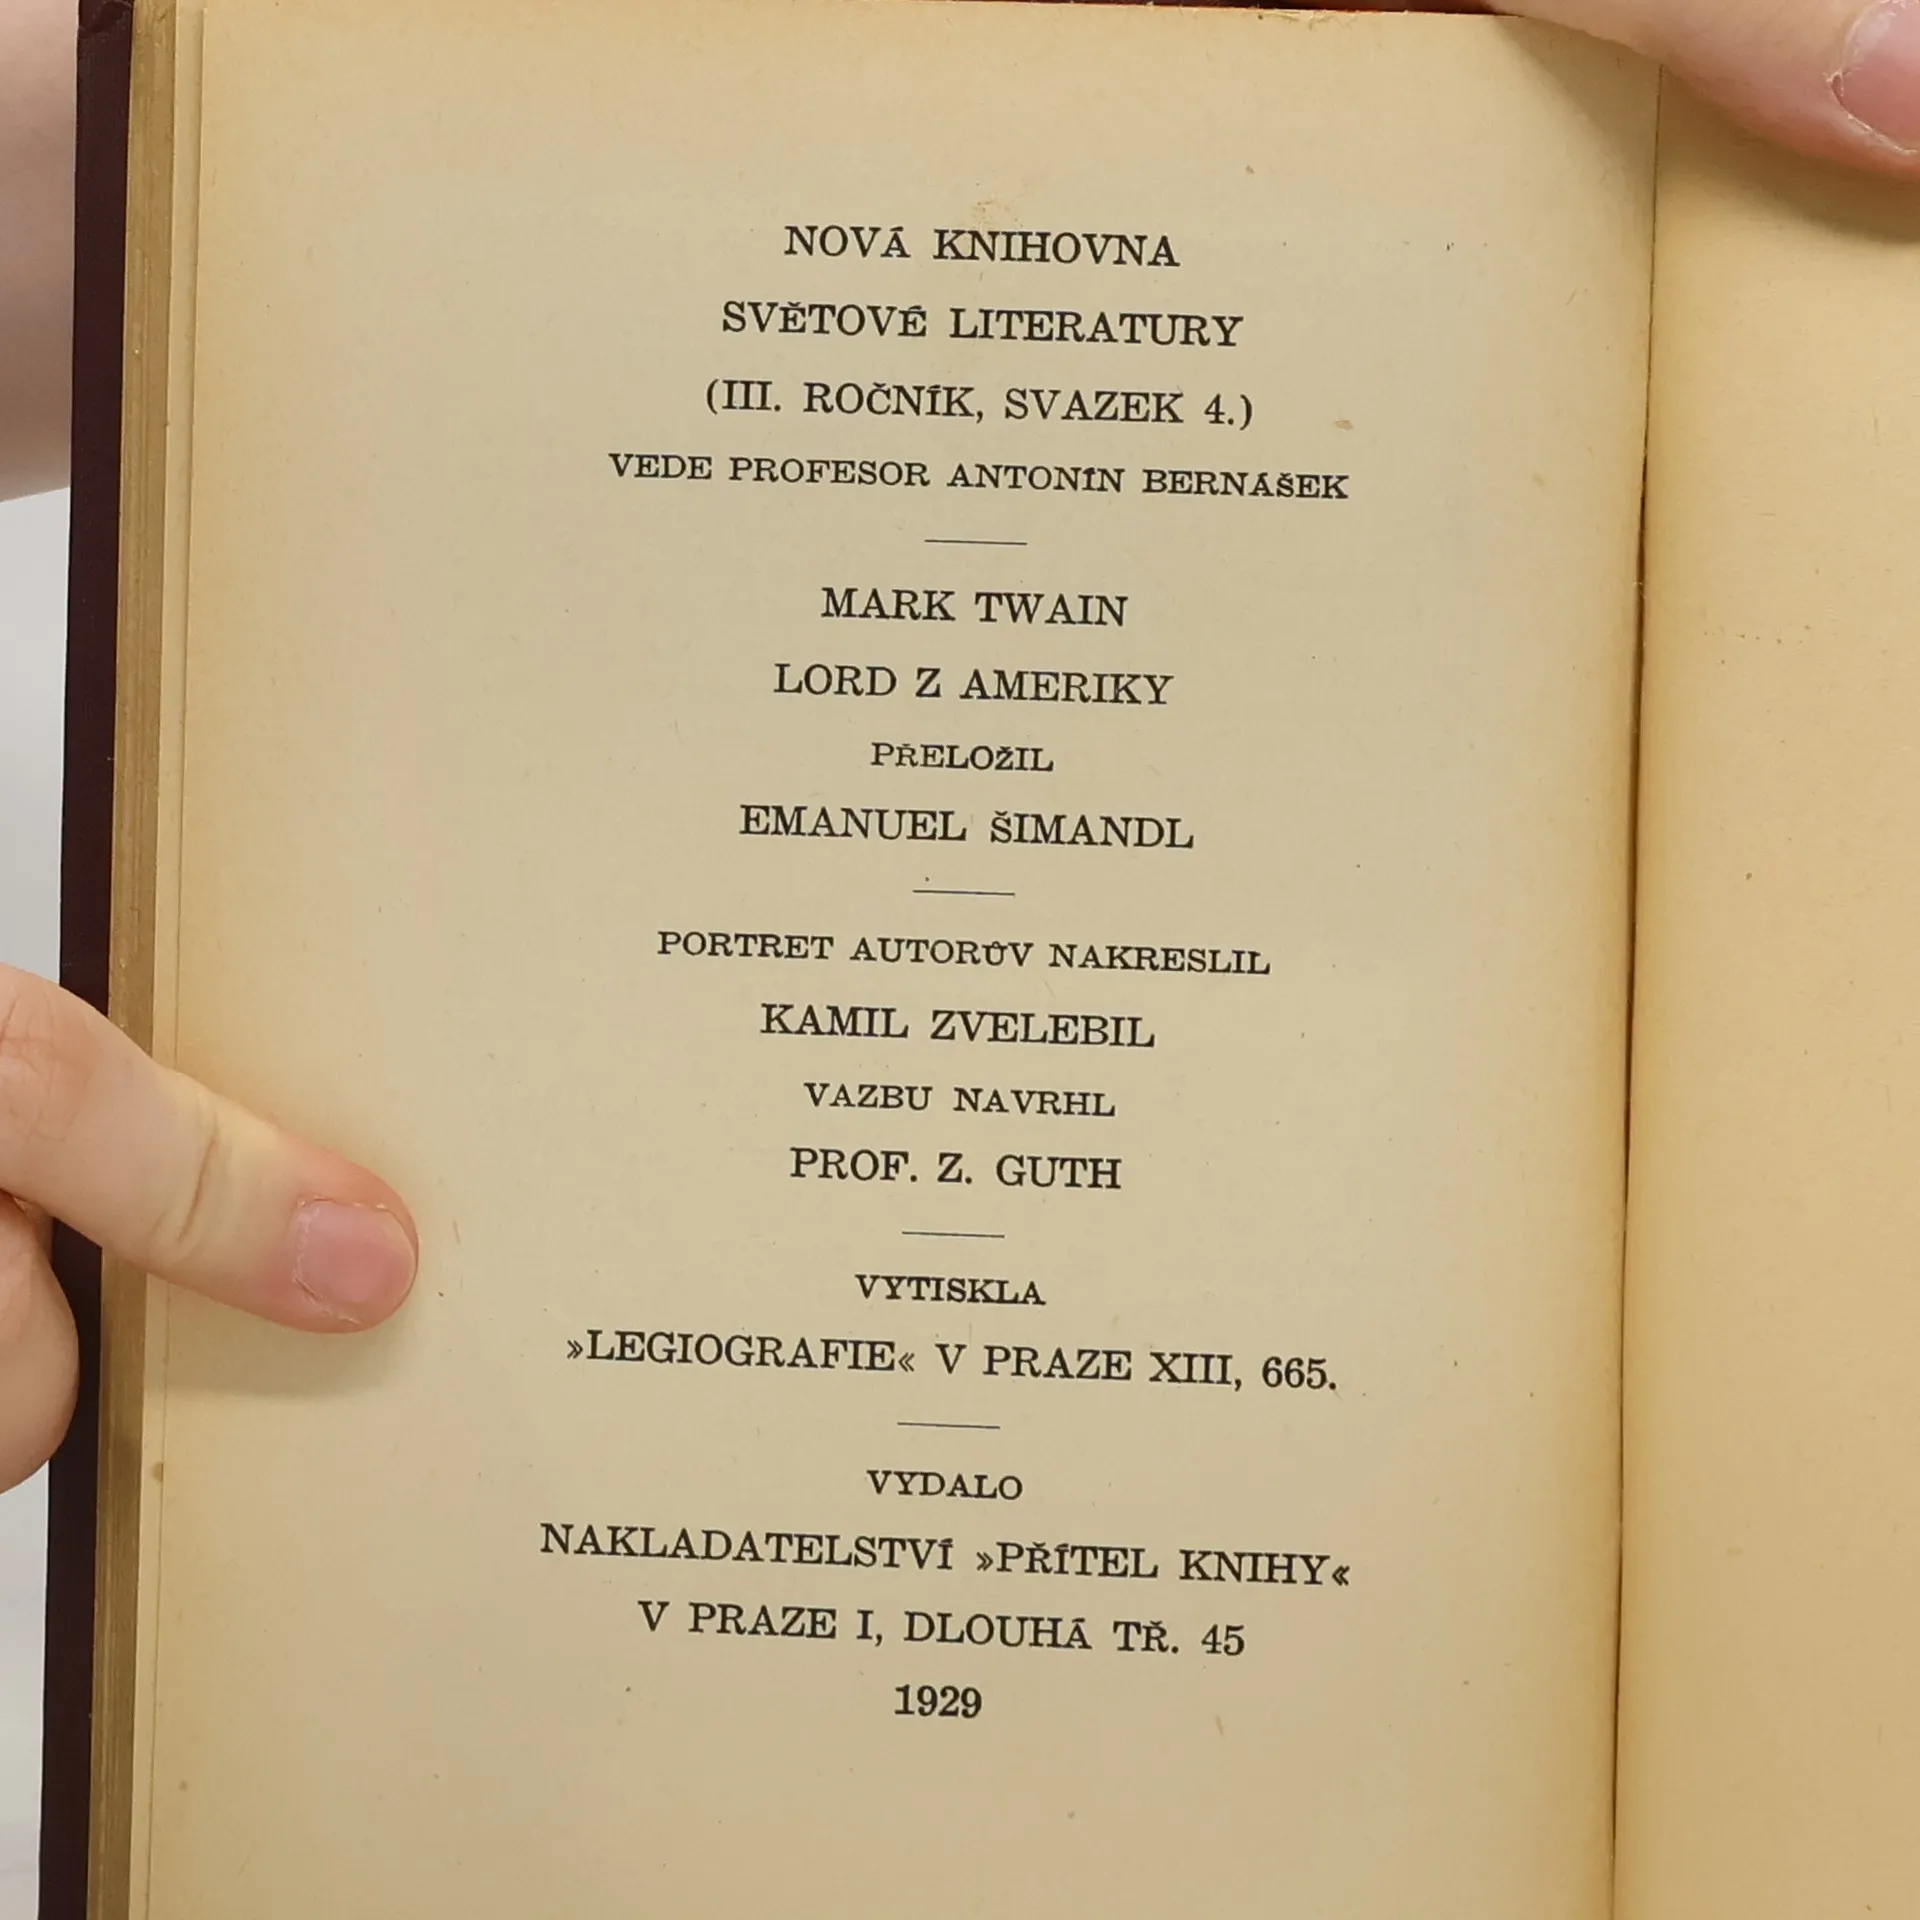 NOVÁ KNIHOVNA
SVĚTOVÉ LITERATURY
(III. ROČNÍK, SVAZEK 4.)
VEDE PROFESOR ANTONÍN BERNÁŠEK
MARK TWAIN
LORD Z AMERIKY
PŘELOŽIL
EMANUEL ŠIMANDL
PORTRET AUTORŮV NAKRESLIL
KAMIL ZVELEBIL
VAZBU NAVRHL
PROF. Z. GUTH
VYTISKLA
»LEGIOGRAFIE« V PRAZE XIII, 665.
VYDALO
NAKLADATELSTVÍ »PŘÍTEL KNIHY«
V PRAZE I, DLOUHÁ TŘ. 45
1929